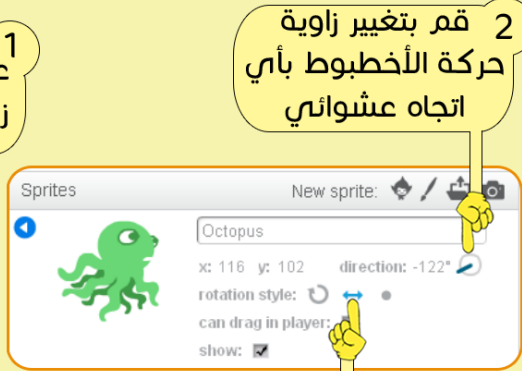 1
ع
ز
2 قم بتغيير زاوية
حركة الأخطبوط بأي
اتجاه عشوائي
Sprites New sprite:
Octopus
x: 116 y: 102 direction: -122°
rotation style:
can drag in player:
show: